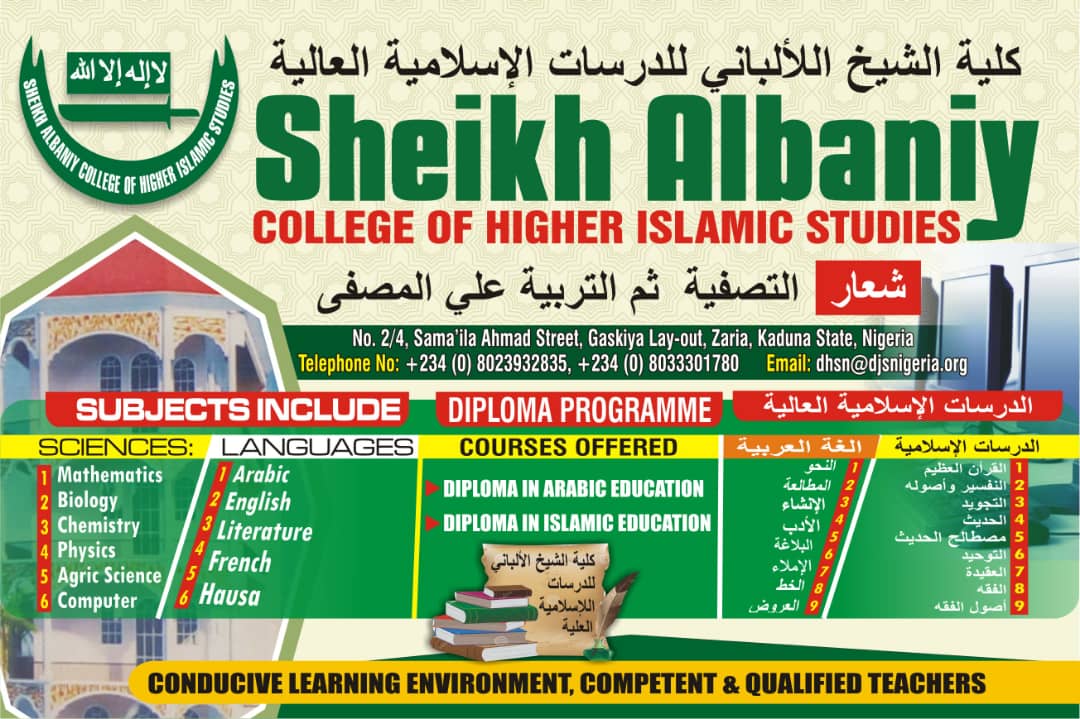 كلية الشيخ اللألباني للدرسات الإسلامية العالية
لاإله إلا الله
SHEIKH ALBANIY COLLEGE OF HIGHER ISLAMIC STUDIES
Sheikh Albaniy
COLLEGE OF HIGHER ISLAMIC STUDIES
شعار التصفية ثم التربية علي المصفى
No. 2/4, Sama'ila Ahmad Street, Gaskiya Lay-out, Zaria, Kaduna State, Nigeria
Telephone No: +234 (0) 8023932835, +234 (0) 8033301780 Email: dhsn@djsnigeria.org
SUBJECTS INCLUDE
SCIENCES:
1 Mathematics
2 Biology
3 Chemistry
4 Physics
5 Agric Science
6 Computer
LANGUAGES
1 Arabic
2 English
3 Literature
4 French
5
6 Hausa
DIPLOMA PROGRAMME
COURSES OFFERED
DIPLOMA IN ARABIC EDUCATION
DIPLOMA IN ISLAMIC EDUCATION
كلية الشيخ الألباني
للدرسات
اللاسلامية
العلية
الدرسات الإسلامية العالية
الدرسات الإسلامية
1 القرأن العظيم
2 التفسير وأصوله
3 التجويد
4 الحديث
5 مصطالح الحديث
6 التوحيد
7 العقيدة
8 الفقه
9 أصول الفقه
الغة العربية
1 النحو
2 المطالعة
3 الإنشاء
4 الأدب
5
6 البلاغة
7 الإملاء
8 الخط
9 العروض
CONDUCIVE LEARNING ENVIRONMENT, COMPETENT & QUALIFIED TEACHERS